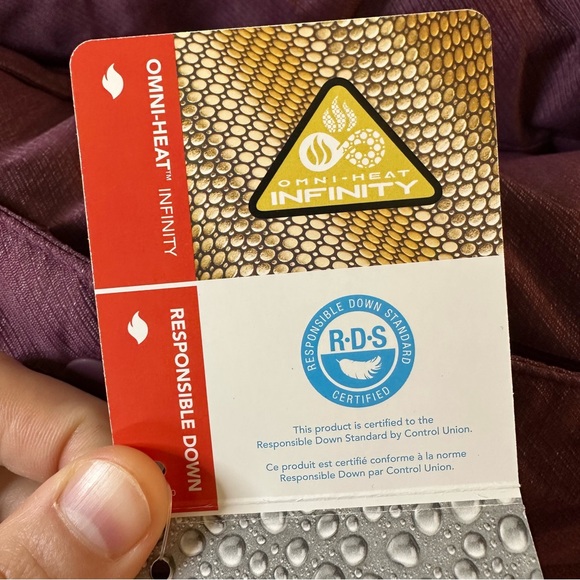 OMNI-HEAT™ INFINITY
OMNI-HEAT
INFINITY
RESPONSIBLE DOWN
RESPONSIBLE DOWN STANDARD
R·D·S
CERTIFIED
This product is certified to the
Responsible Down Standard by Control Union.
Ce produit est certifié conforme à la norme
Responsible Down par Control Union.